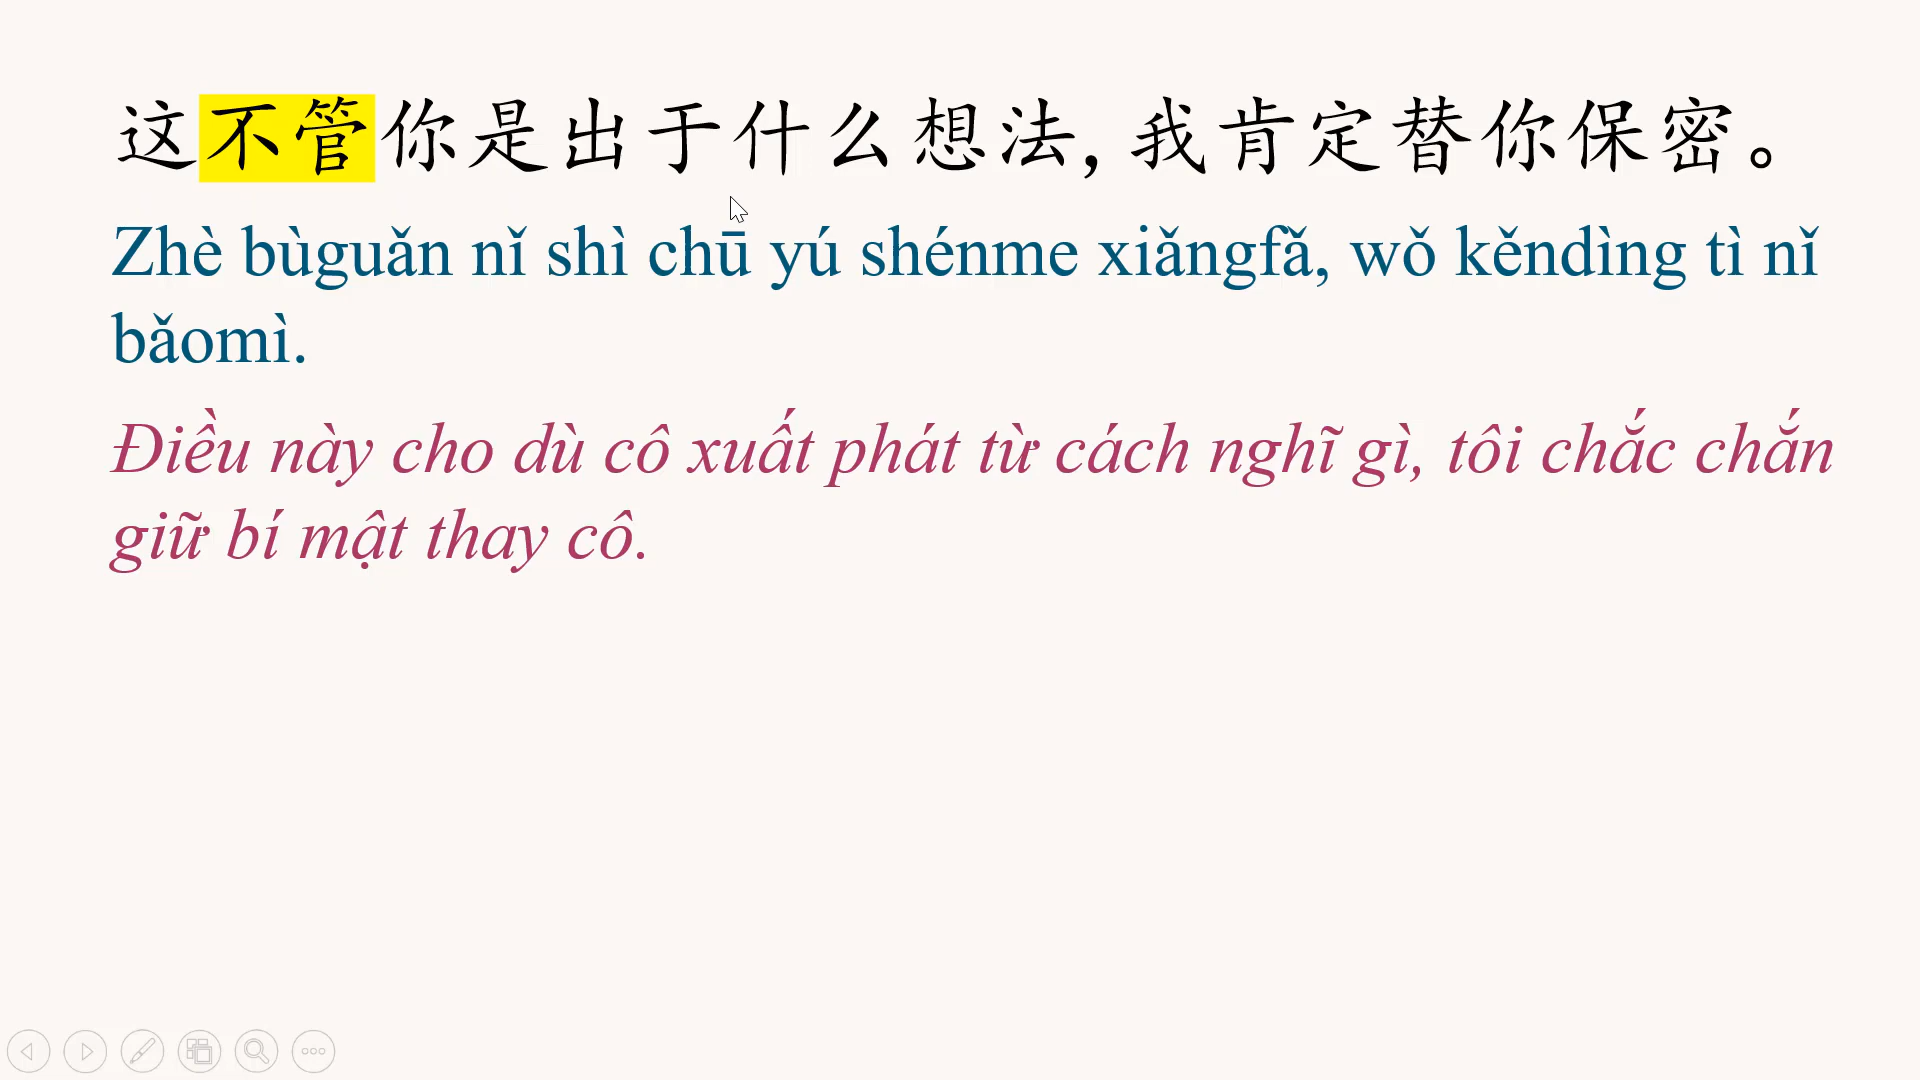 这不管你是出于什么想法,我肯定替你保密。
Zhè bùguǎn nǐ shì chū yú shénme xiǎngfǎ, wǒ kěndìng tì nǐ
bǎomì.
Điều này cho dù cô xuất phát từ cách nghĩ gì, tôi chắc chắn
giữ bí mật thay cô.